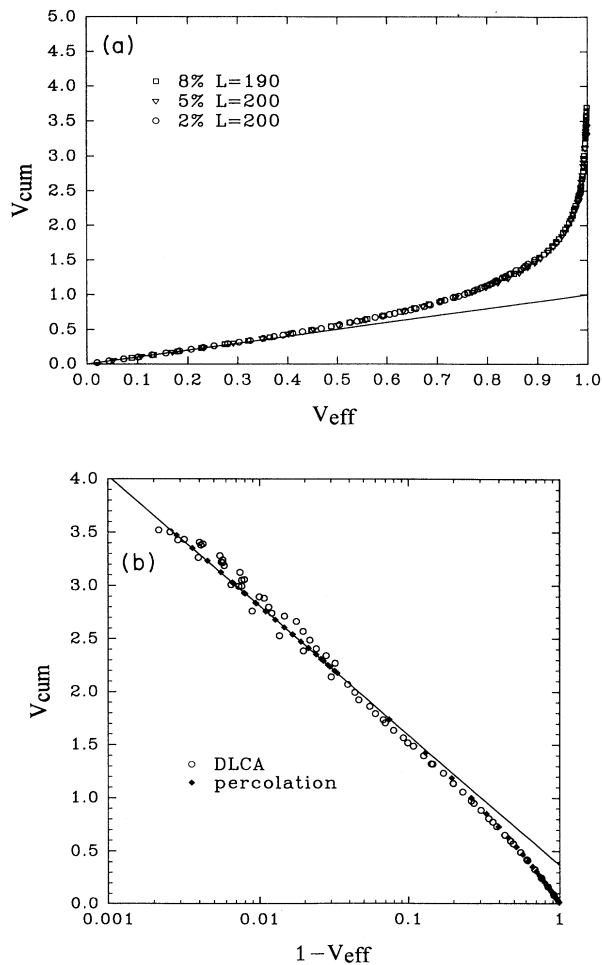 5.0
(a)
4.5
4.0
□ 8% L=190
▽ 5% L=200
○ 2% L=200
3.5
3.0
2.5
2.0
1.5
1.0
0.5
0.0
Vcum
0.0 0.1 0.2 0.3 0.4 0.5 0.6 0.7 0.8 0.9 1.0
Veff
4.0
3.5
(b)
3.0
2.5
2.0
1.5
○ DLCA
◆ percolation
1.0
0.5
0.0
Vcum
0.001 0.01 0.1 1
1−Veff